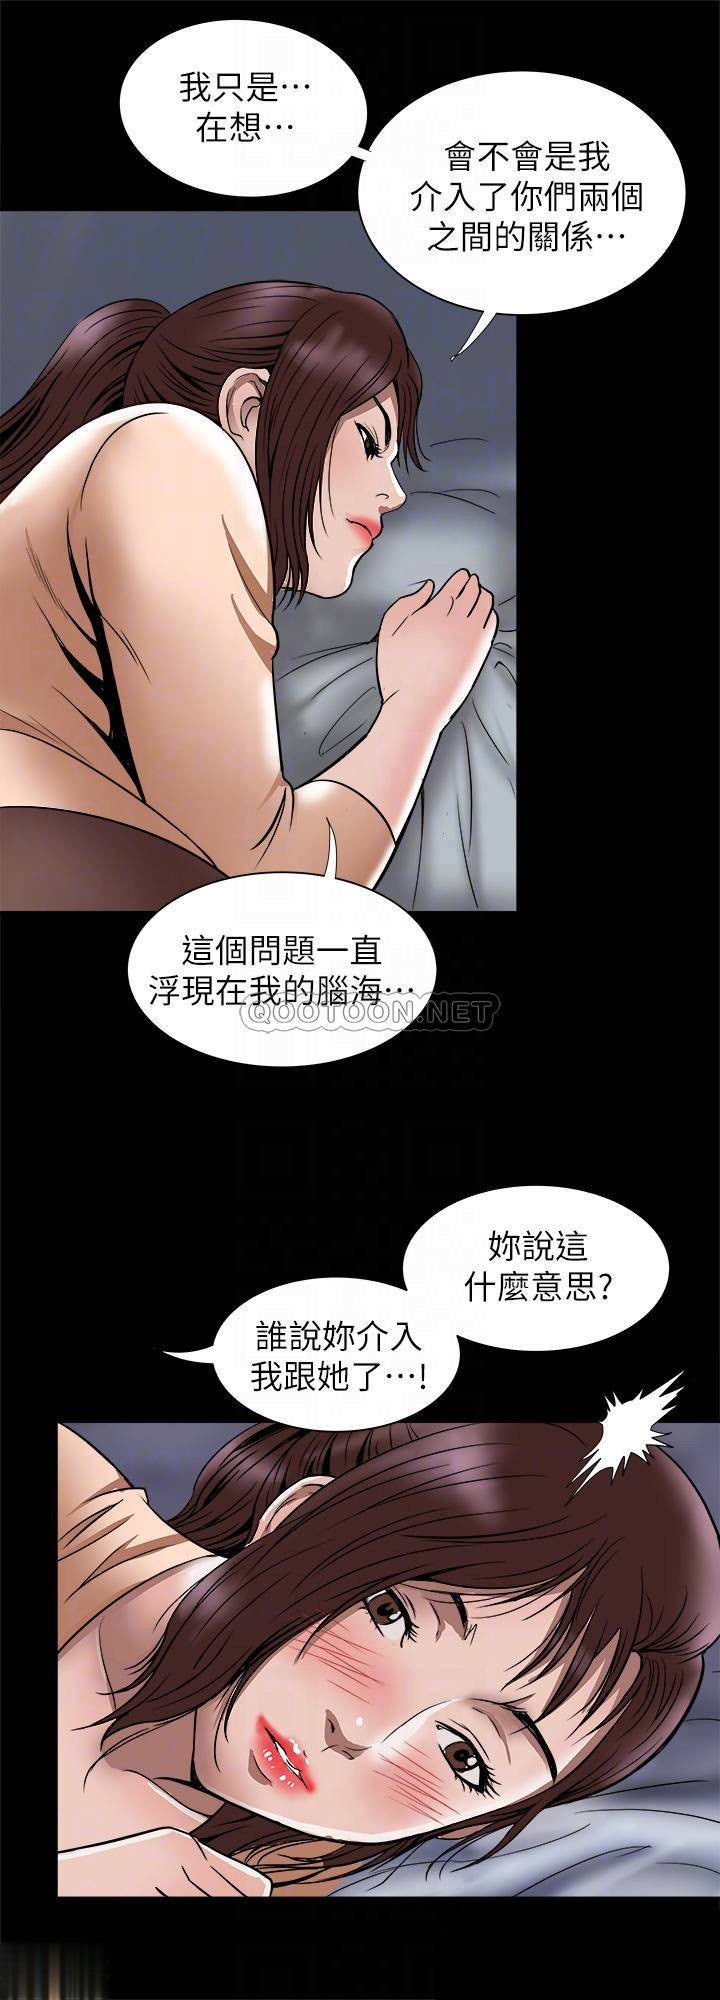 我只是…
在想…
會不會是我
介入了你們兩個
之間的關係…
這個問題一直
浮現在我的腦海…
QOOTOON.NET
妳說這
什麼意思?
誰說妳介入
我跟她了…!